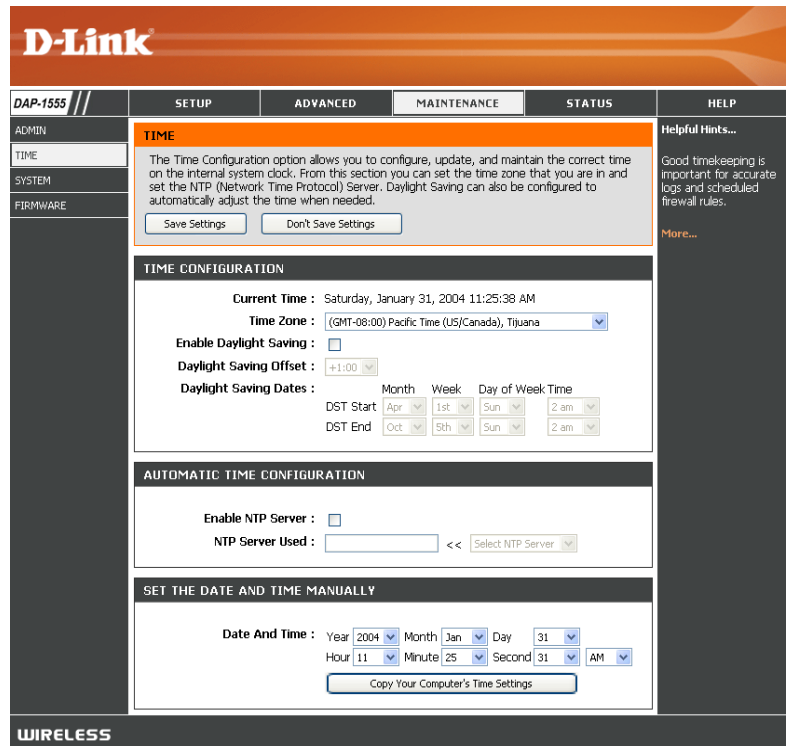 D-Link
DAP-1555 SETUP ADVANCED MAINTENANCE STATUS HELP
ADMIN
TIME
SYSTEM
FIRMWARE
TIME
The Time Configuration option allows you to configure, update, and maintain the correct time
on the internal system clock. From this section you can set the time zone that you are in and
set the NTP (Network Time Protocol) Server. Daylight Saving can also be configured to
automatically adjust the time when needed.
Save Settings Don't Save Settings
Helpful Hints...
Good timekeeping is
important for accurate
logs and scheduled
firewall rules.
More...
TIME CONFIGURATION
Current Time : Saturday, January 31, 2004 11:25:38 AM
Time Zone : (GMT-08:00) Pacific Time (US/Canada), Tijuana
Enable Daylight Saving :
Daylight Saving Offset : +1:00
Daylight Saving Dates : Month Week Day of Week Time
DST Start Apr 1st Sun 2 am
DST End Oct 5th Sun 2 am
AUTOMATIC TIME CONFIGURATION
Enable NTP Server :
NTP Server Used : << Select NTP Server
SET THE DATE AND TIME MANUALLY
Date And Time : Year 2004 Month Jan Day 31
Hour 11 Minute 25 Second 31 AM
Copy Your Computer's Time Settings
WIRELESS